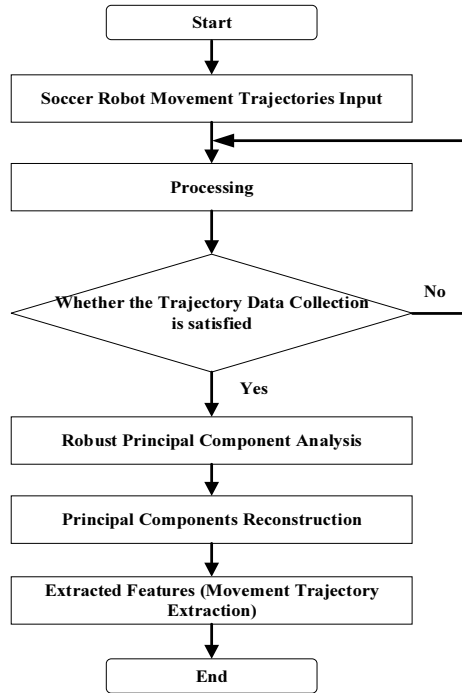 Start
Soccer Robot Movement Trajectories Input
Processing
Whether the Trajectory Data Collection
is satisfied
No
Yes
Robust Principal Component Analysis
Principal Components Reconstruction
Extracted Features (Movement Trajectory
Extraction)
End